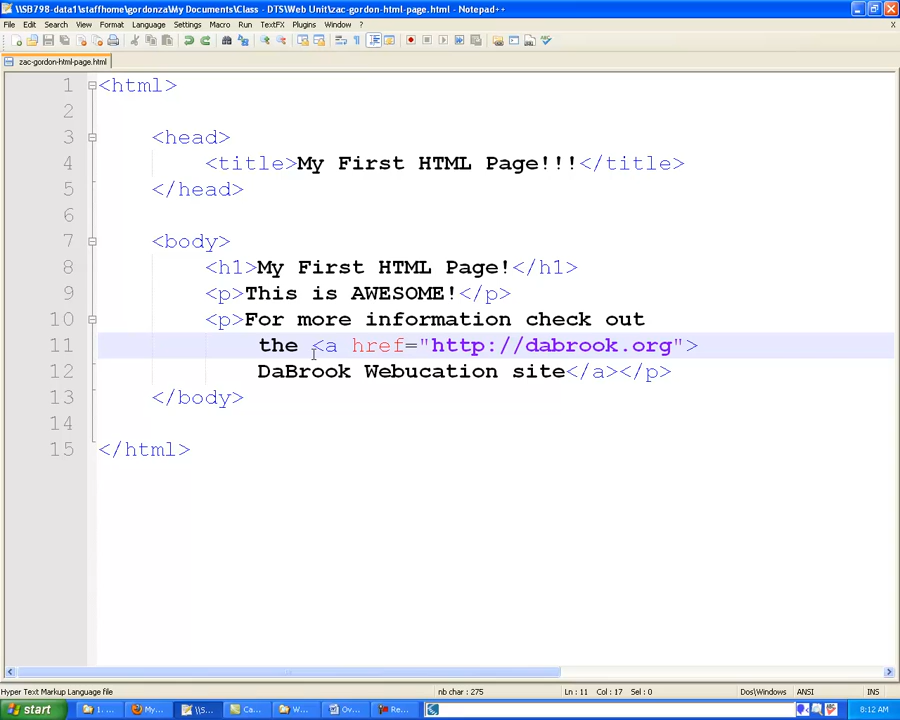 \\SB798-data1\staffhome\gordonza\My Documents\Class - DTS\Web Unit\zac-gordon-html-page.html - Notepad++
File Edit Search View Format Language Settings Macro Run TextFX Plugins Window ? X
zac-gordon-html-page.html
1 <html>
2
3 <head>
4 <title>My First HTML Page!!!</title>
5 </head>
6
7 <body>
8 <h1>My First HTML Page!</h1>
9 <p>This is AWESOME!</p>
10 <p>For more information check out
11 the <a href="http://dabrook.org">
12 DaBrook Webucation site</a></p>
13 </body>
14
15 </html>
Hyper Text Markup Language file nb char : 275 Ln : 11 Col : 17 Sel : 0 Dos\Windows ANSI INS
start 1. ... My... \\S... Ca... W... Ov... Re... 8:12 AM